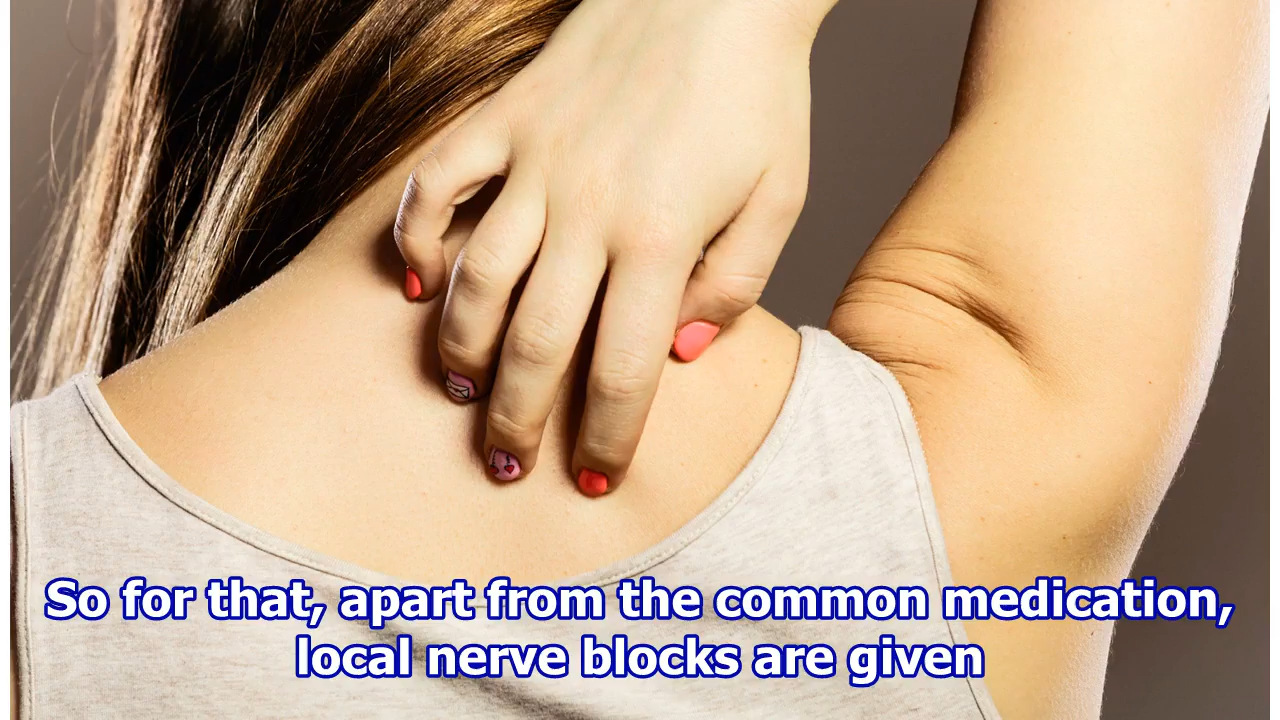 So for that, apart from the common medication,
local nerve blocks are given